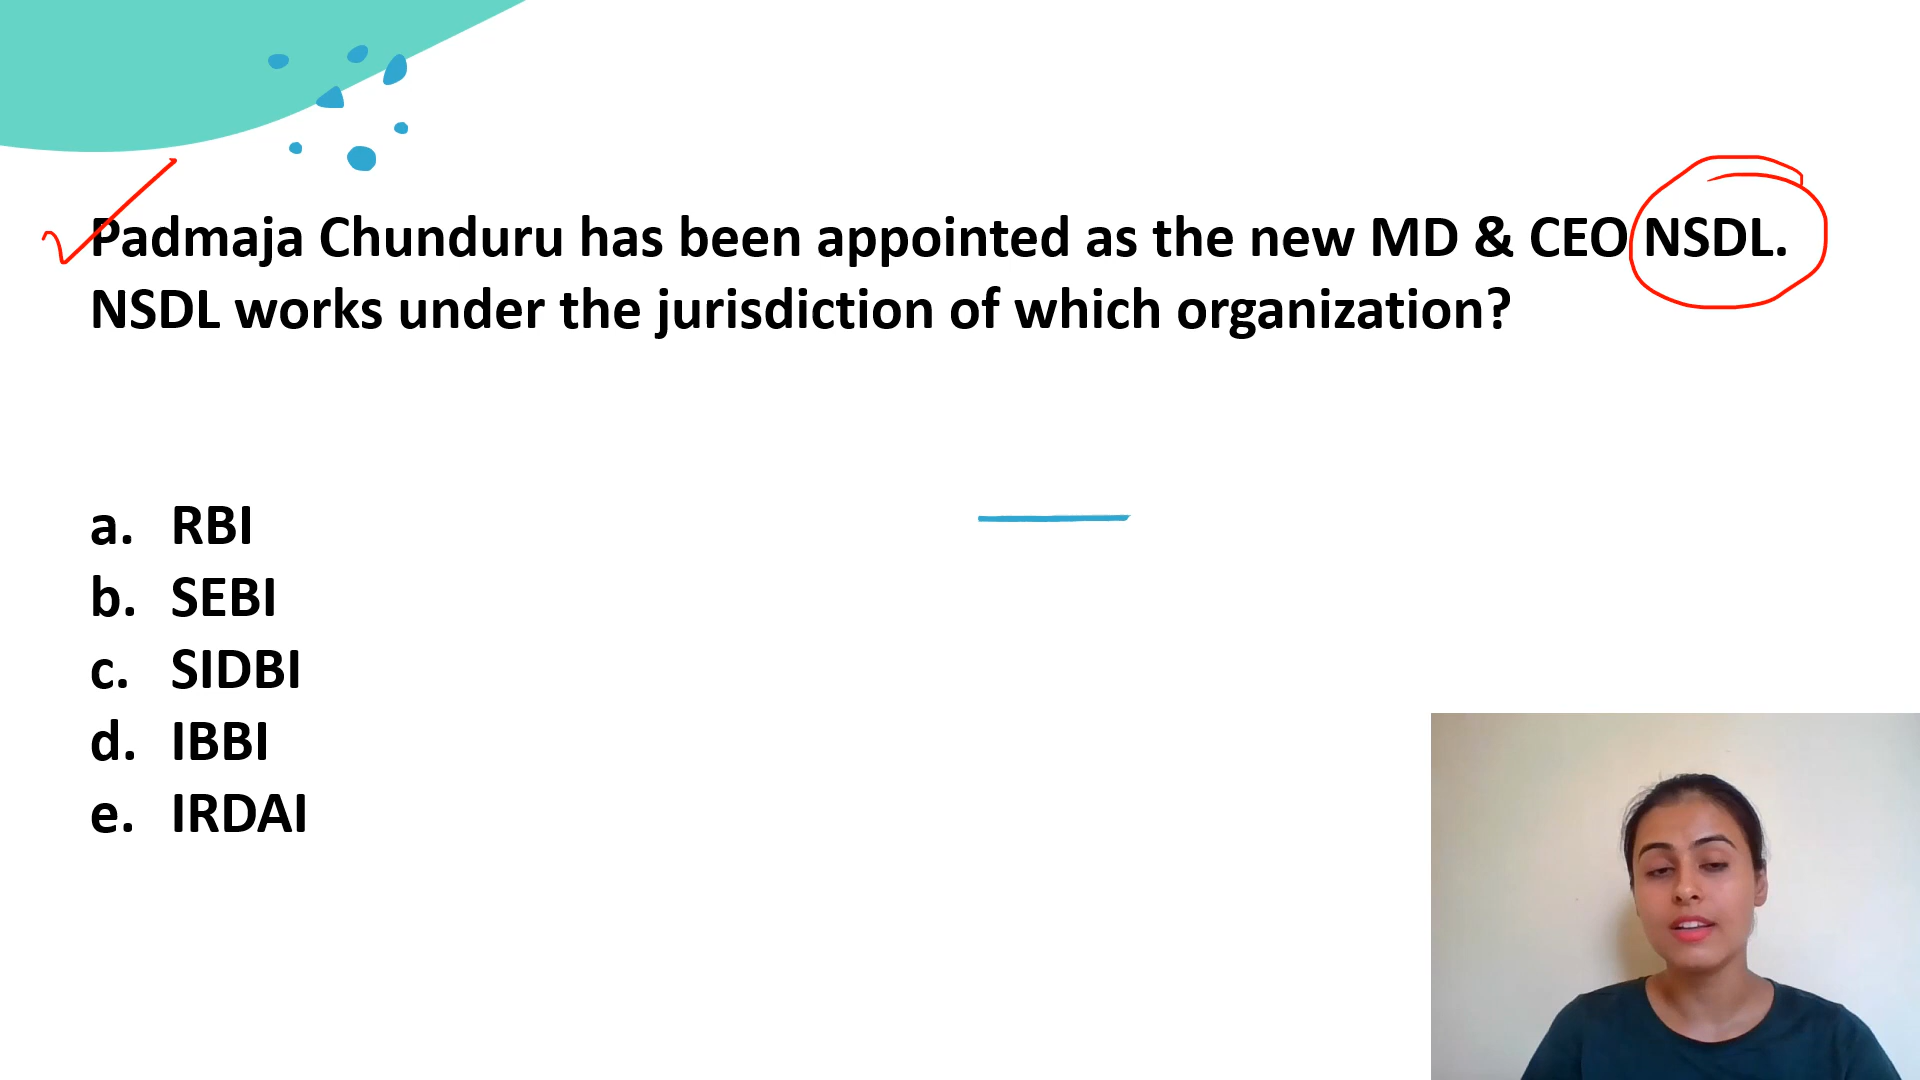 Padmaja Chunduru has been appointed as the new MD & CEO NSDL.
NSDL works under the jurisdiction of which organization?
a. RBI
b. SEBI
c. SIDBI
d. IBBI
e. IRDAI